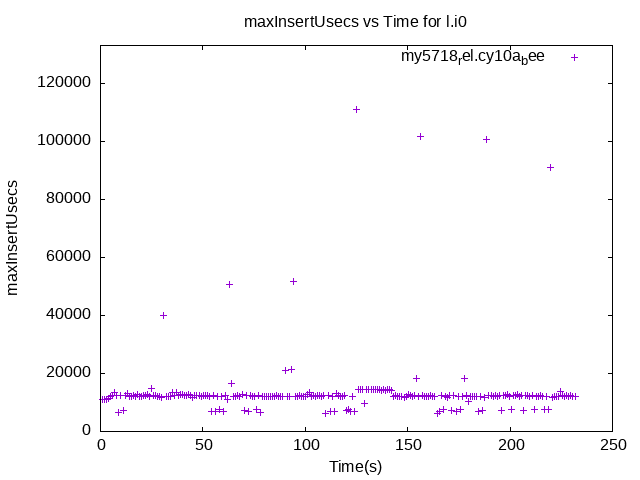 maxInsertUsecs vs Time for l.i0
my5718rel.cy10abee
120000
100000
80000
60000
40000
20000
0
maxInsertUsecs
0 50 100 150 200 250
Time(s)